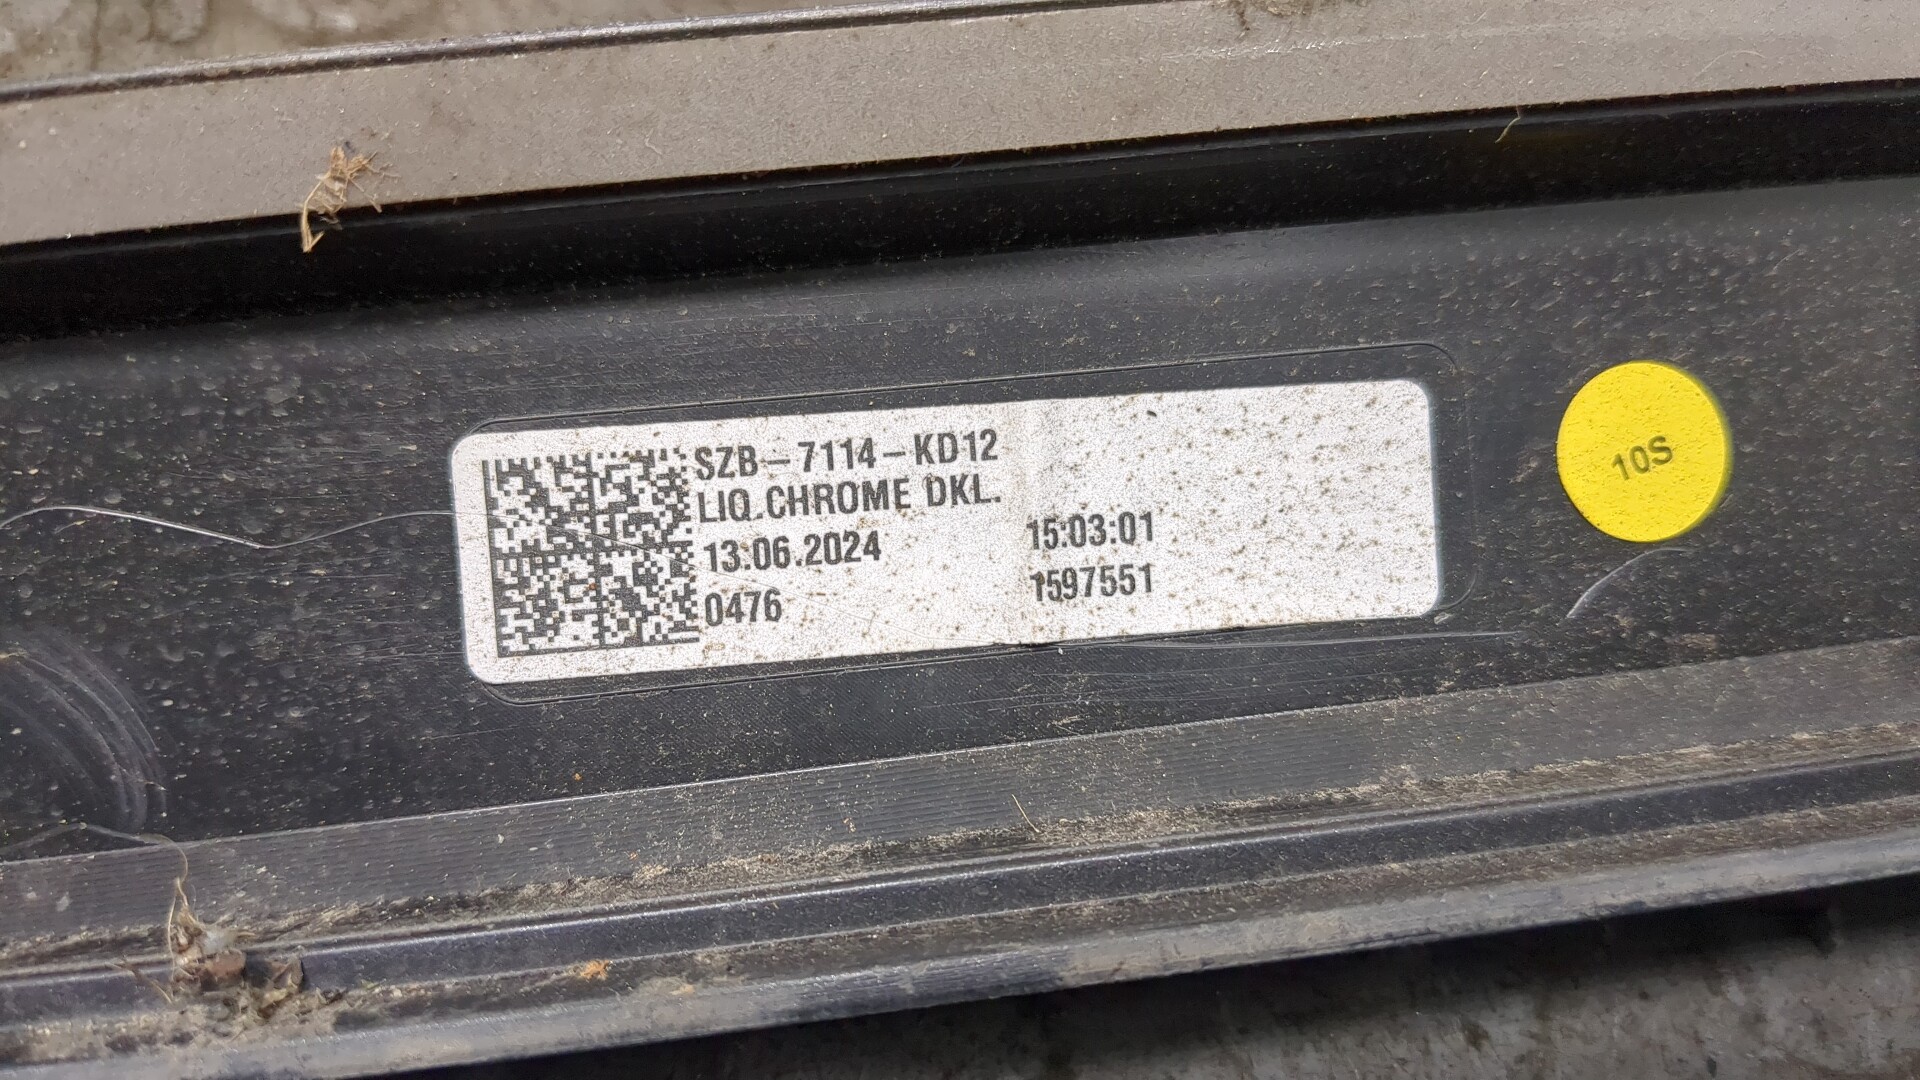 SZB-7114-KD12
LIQ.CHROME DKL.
13.06.2024 15:03:01
0476 1597551
10S